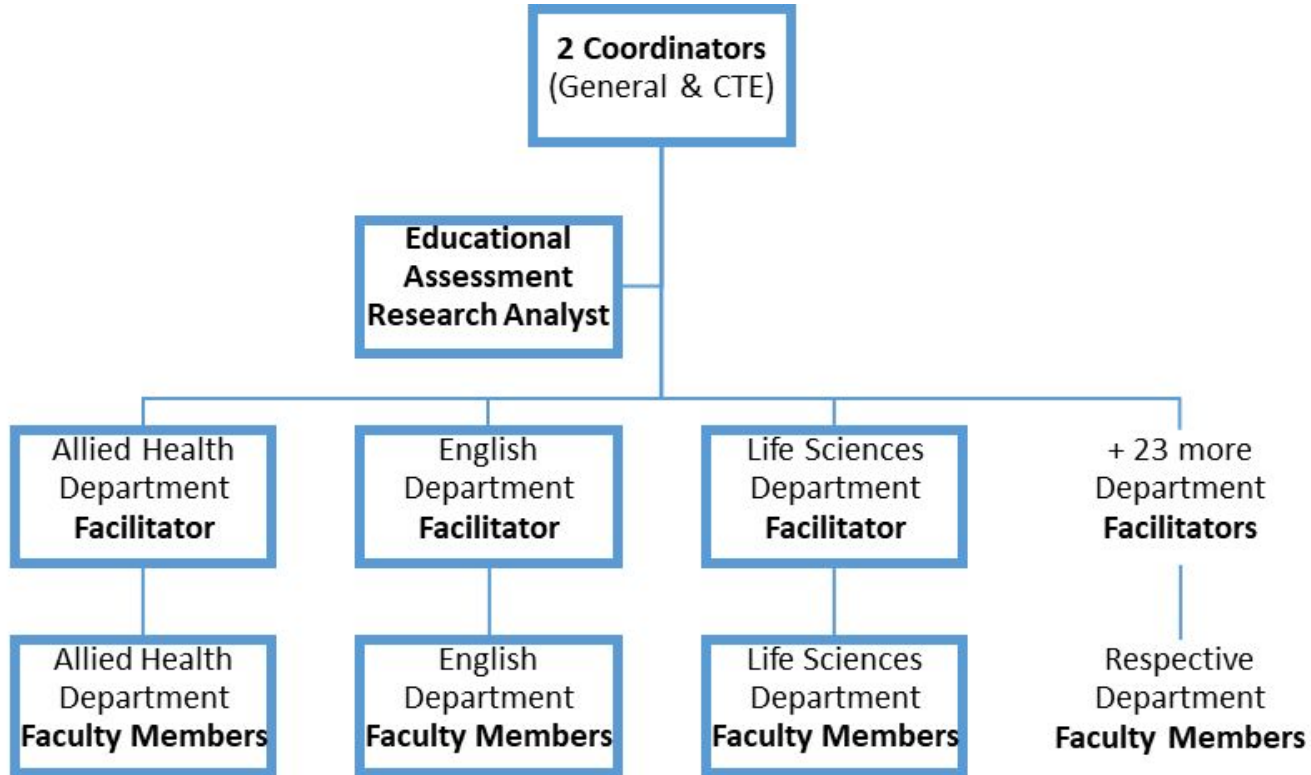 2 Coordinators
(General & CTE)
Educational
Assessment
Research Analyst
Allied Health
Department
Facilitator
English
Department
Facilitator
Life Sciences
Department
Facilitator
+ 23 more
Department
Facilitators
Allied Health
Department
Faculty Members
English
Department
Faculty Members
Life Sciences
Department
Faculty Members
Respective
Department
Faculty Members